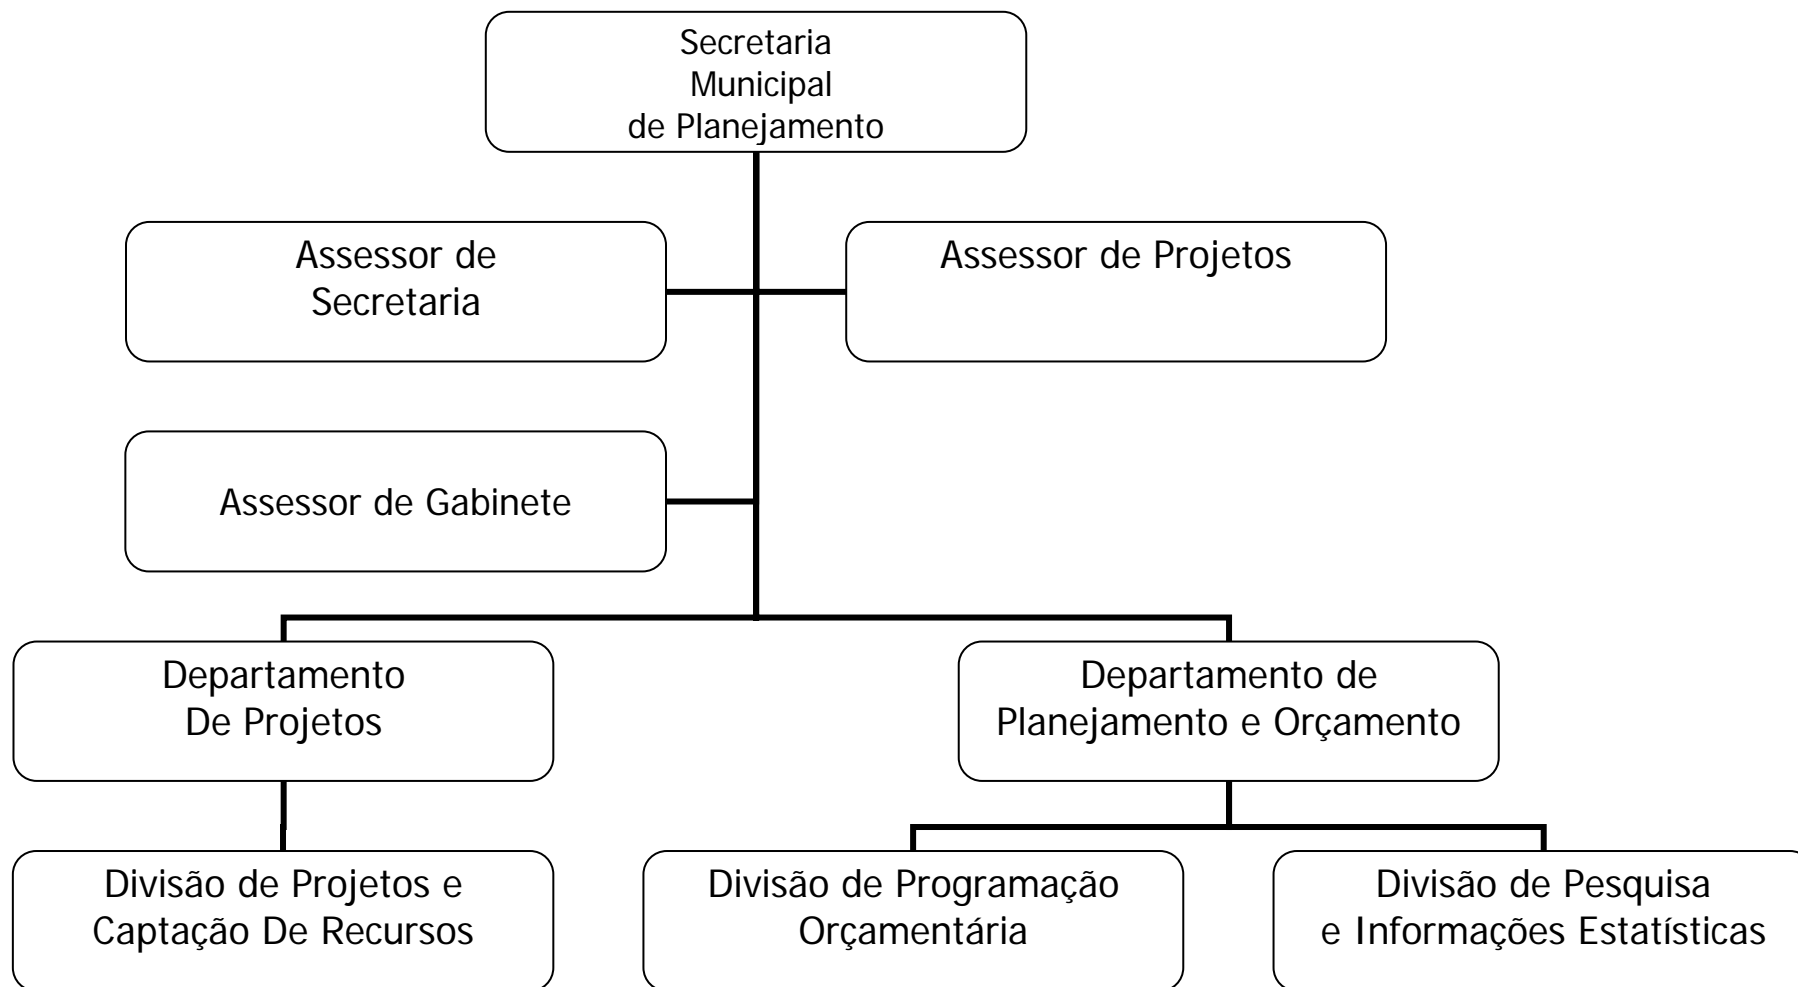 Secretaria
Municipal
de Planejamento
Assessor de
Secretaria
Assessor de Projetos
Assessor de Gabinete
Departamento
De Projetos
Departamento de
Planejamento e Orçamento
Divisão de Projetos e
Captação De Recursos
Divisão de Programação
Orçamentária
Divisão de Pesquisa
e Informações Estatísticas